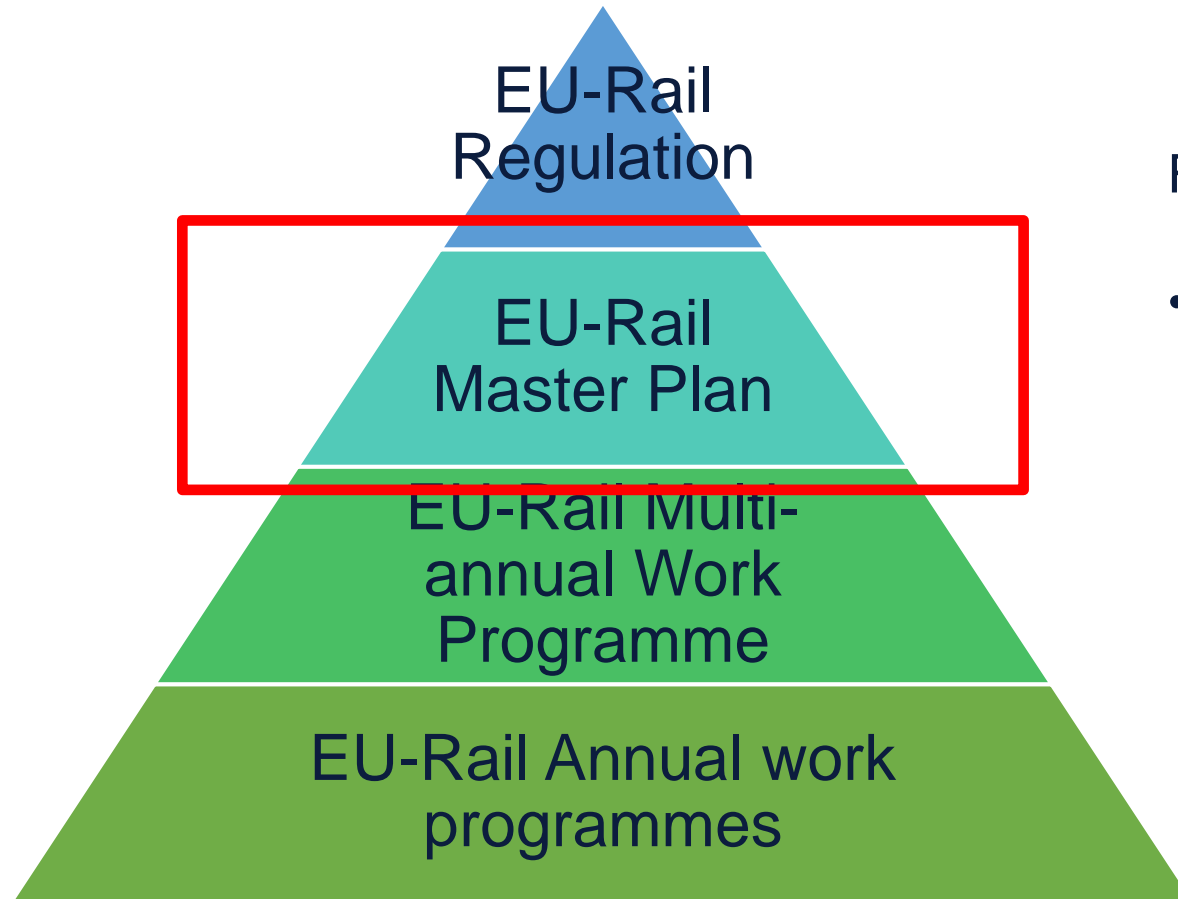 EU-Rail
Regulation
EU-Rail
Master Plan
EU-Rail Multi-
annual Work
Programme
EU-Rail Annual work
programmes
•